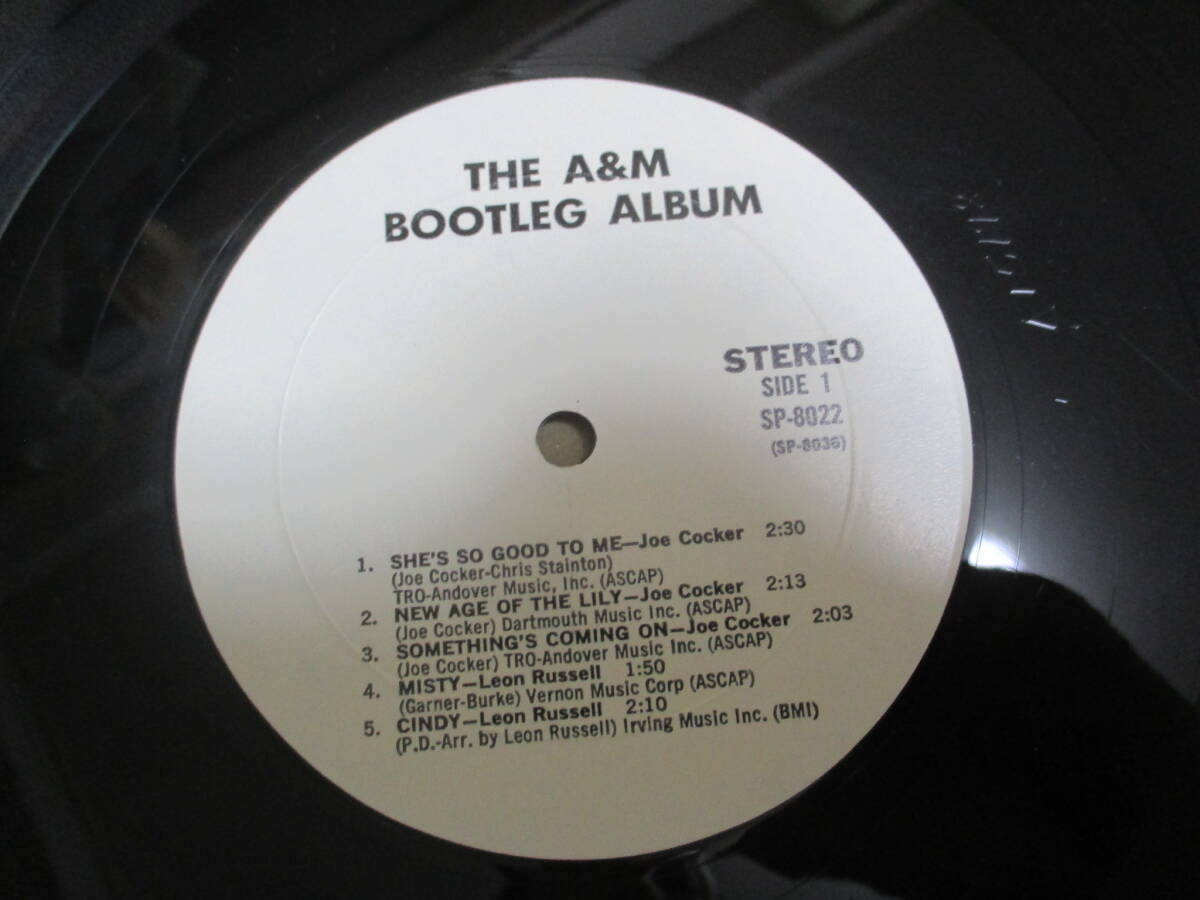 THE A&M
BOOTLEG ALBUM
STEREO
SIDE 1
SP-8022
(SP-8036)
1. SHE'S SO GOOD TO ME—Joe Cocker 2:30
(Joe Cocker-Chris Stainton)
TRO-Andover Music, Inc. (ASCAP)
2. NEW AGE OF THE LILY—Joe Cocker 2:13
(Joe Cocker) Dartmouth Music Inc. (ASCAP)
3. SOMETHING'S COMING ON—Joe Cocker 2:03
(Joe Cocker) TRO-Andover Music Inc. (ASCAP)
4. MISTY—Leon Russell 1:50
(Garner-Burke) Vernon Music Corp (ASCAP)
5. CINDY—Leon Russell 2:10
(P.D.-Arr. by Leon Russell) Irving Music Inc. (BMI)